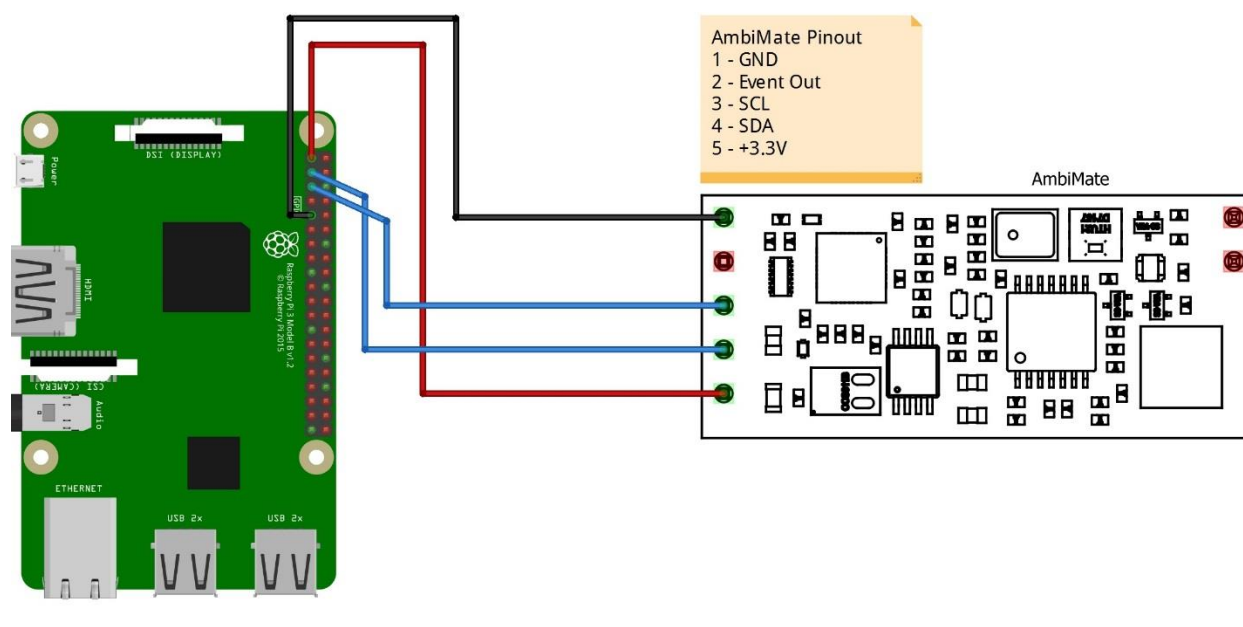 AmbiMate Pinout
1 - GND
2 - Event Out
3 - SCL
4 - SDA
5 - +3.3V
AmbiMate
DSI (DISPLAY)
Power
HDMI
Raspberry Pi 3 Model B v1.2
© Raspberry Pi 2015
CSI (CAMERA)
Audio
ETHERNET
USB 2x
USB 2x